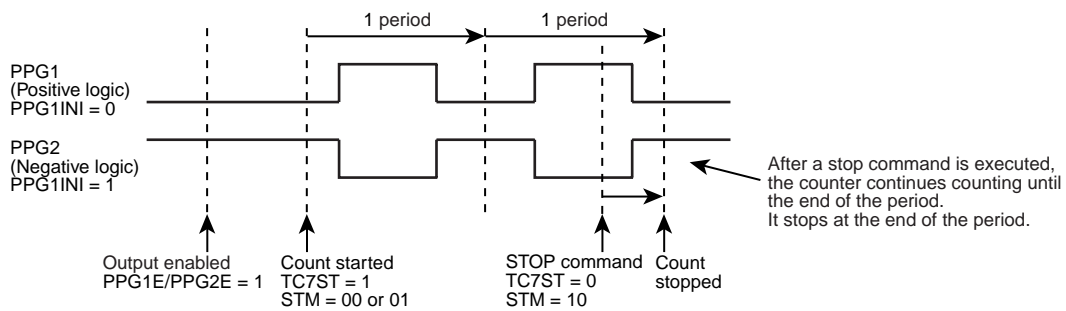 1 period
1 period
PPG1
(Positive logic)
PPG1INI = 0
PPG2
(Negative logic)
PPG1INI = 1
After a stop command is executed,
the counter continues counting until
the end of the period.
It stops at the end of the period.
Output enabled
PPG1E/PPG2E = 1
Count started
TC7ST = 1
STM = 00 or 01
STOP command
TC7ST = 0
STM = 10
Count
stopped